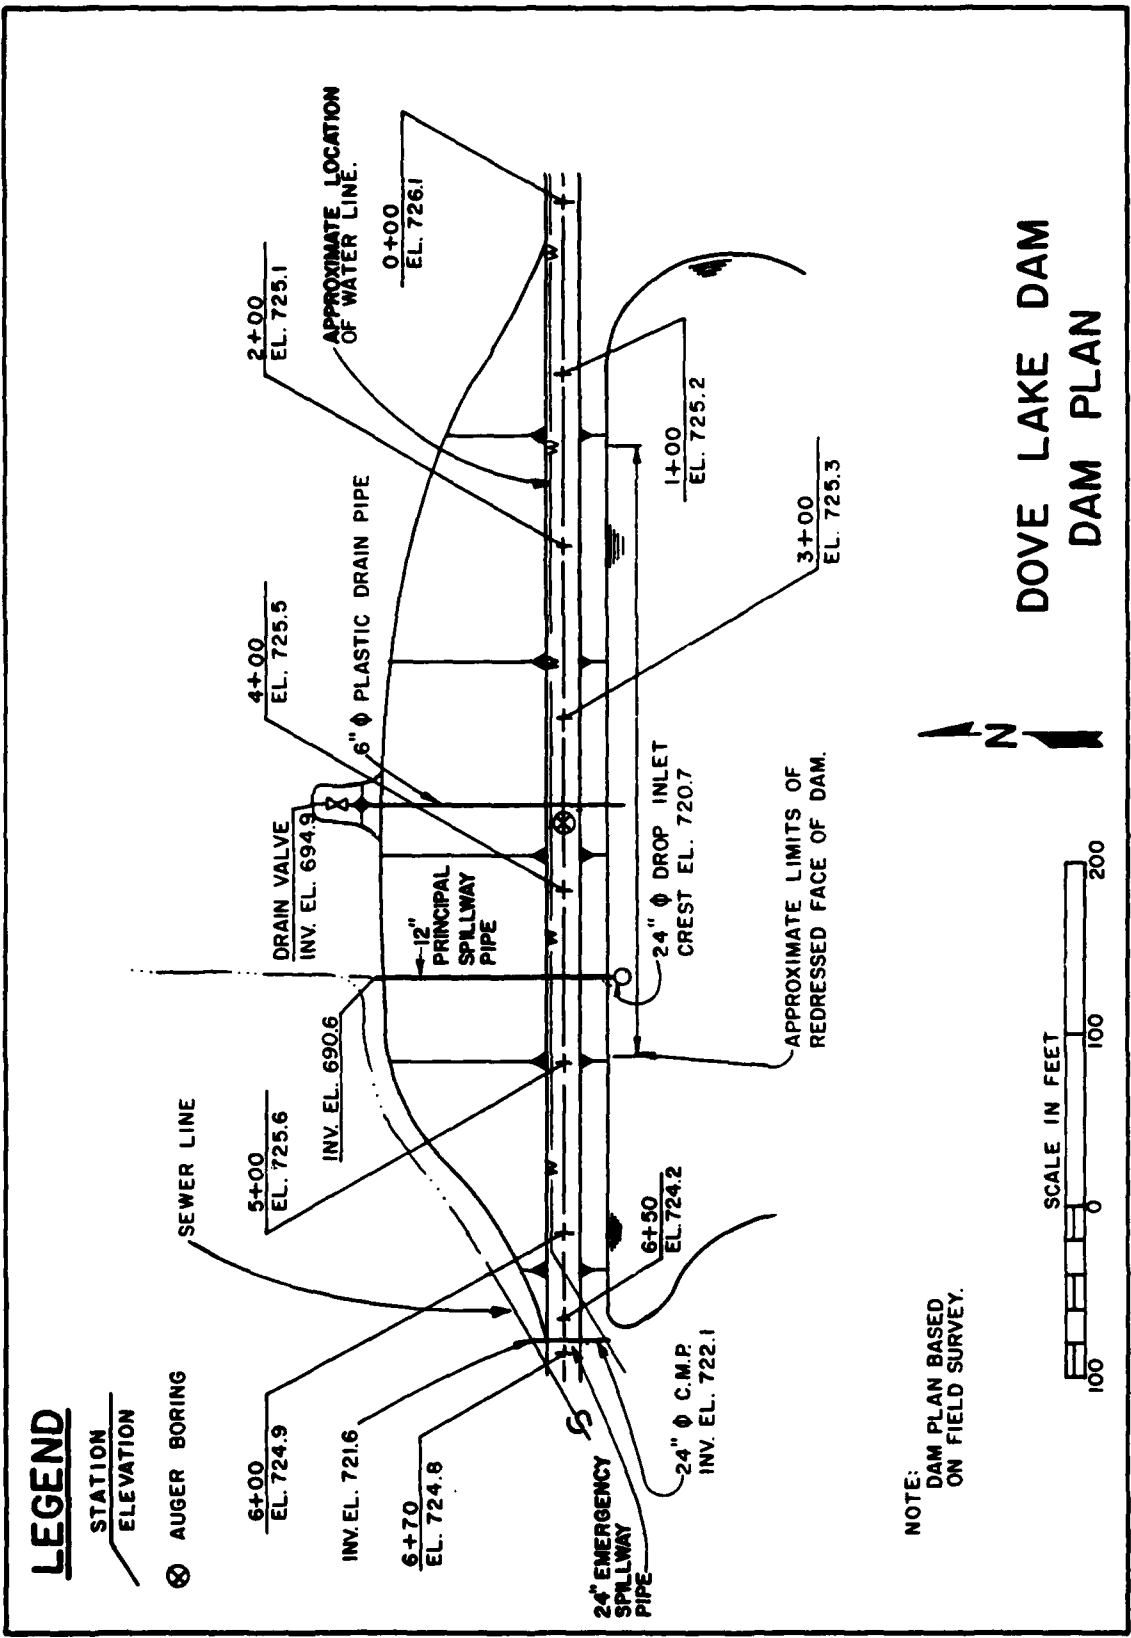 LEGEND
STATION
ELEVATION
AUGER BORING
SEWER LINE
6+00
EL. 724.9
5+00
EL. 725.6
4+00
EL. 725.5
2+00
EL. 725.1
DRAIN VALVE
INV. EL. 694.9
INV. EL. 690.6
6" ϕ PLASTIC DRAIN PIPE
APPROXIMATE LOCATION
OF WATER LINE.
0+00
EL. 726.1
INV. EL. 721.6
6+70
EL. 724.8
12"
PRINCIPAL
SPILLWAY
PIPE
W
W
W
W
W
24" EMERGENCY
SPILLWAY
PIPE
24" ϕ C.M.P.
INV. EL. 722.1
6+50
EL. 724.2
24" ϕ DROP INLET
CREST EL. 720.7
1+00
EL. 725.2
3+00
EL. 725.3
APPROXIMATE LIMITS OF
REDRESSED FACE OF DAM.
N
NOTE:
DAM PLAN BASED
ON FIELD SURVEY.
SCALE IN FEET
100
0
100
200
DOVE LAKE DAM
DAM PLAN